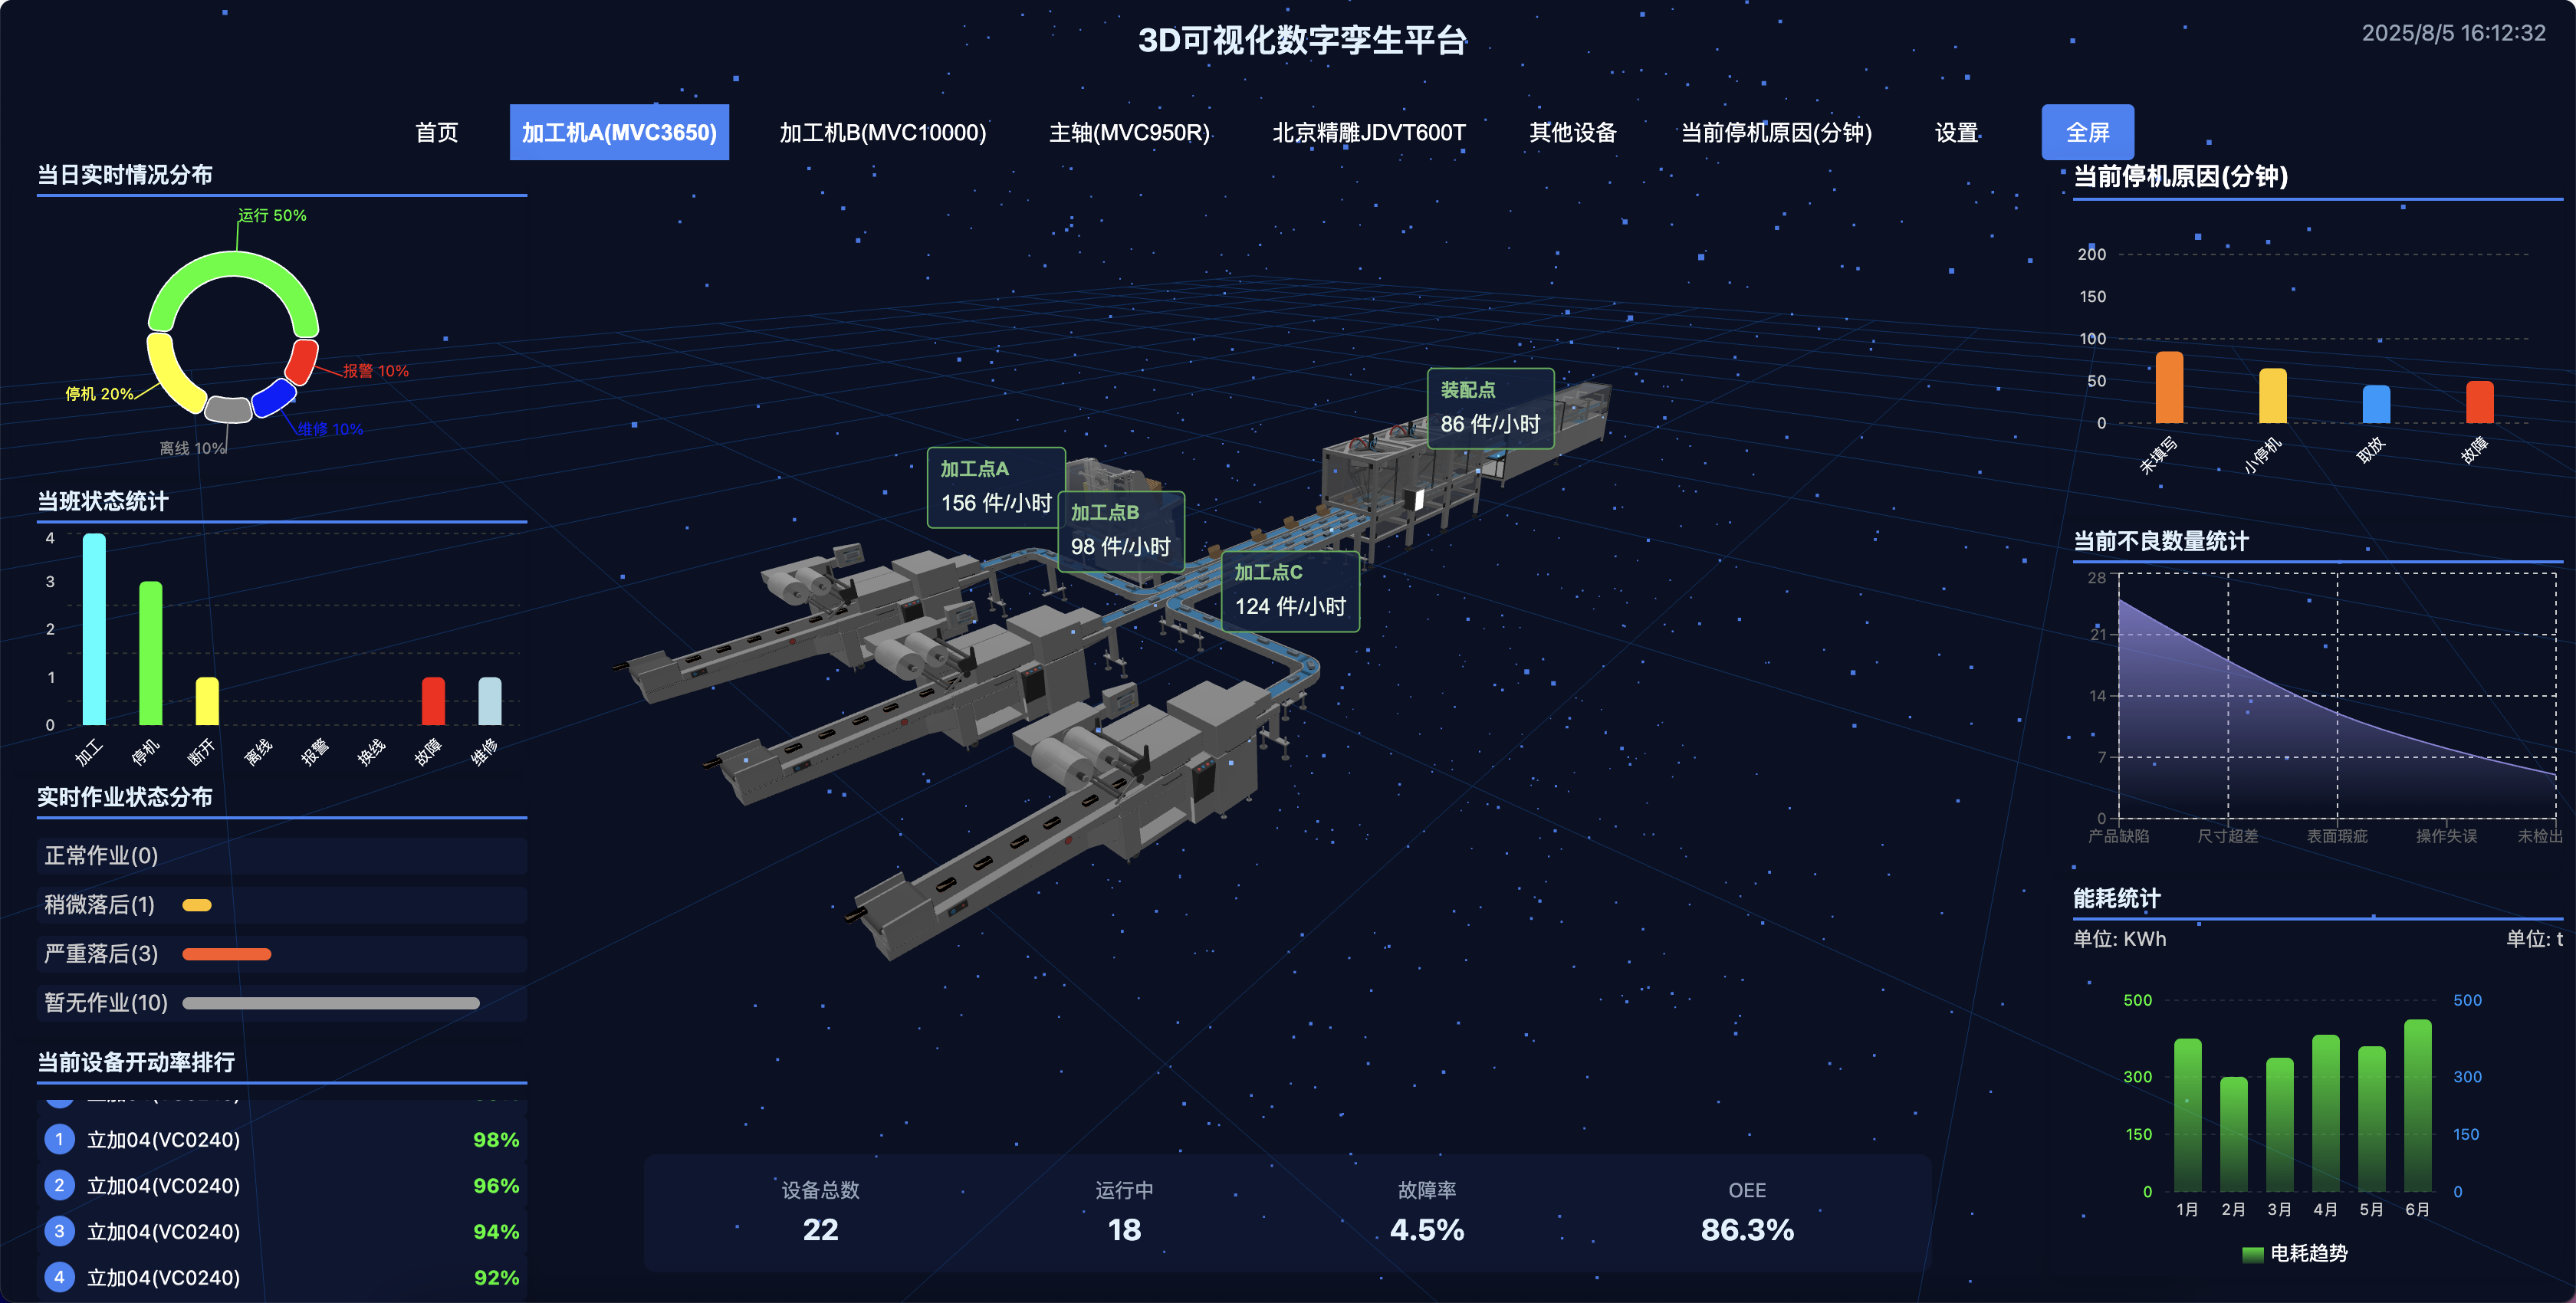 3D可视化数字孪生平台
2025/8/5 16:12:32
首页
加工机A(MVC3650)
加工机B(MVC10000)
主轴(MVC950R)
北京精雕JDVT600T
其他设备
当前停机原因(分钟)
设置
全屏
当日实时情况分布
运行 50%
报警 10%
停机 20%
维修 10%
离线 10%
当班状态统计
4
3
2
1
0
加工
停机
断开
离线
报警
换线
故障
维修
实时作业状态分布
正常作业(0)
稍微落后(1)
严重落后(3)
暂无作业(10)
当前设备开动率排行
1 立加04(VC0240) 98%
2 立加04(VC0240) 96%
3 立加04(VC0240) 94%
4 立加04(VC0240) 92%
装配点
86 件/小时
加工点A
156 件/小时
加工点B
98 件/小时
加工点C
124 件/小时
设备总数
22
运行中
18
故障率
4.5%
OEE
86.3%
当前停机原因(分钟)
200
150
100
50
0
未填写
小停机
取放
故障
当前不良数量统计
28
21
14
7
0
产品缺陷
尺寸超差
表面瑕疵
操作失误
未检出
能耗统计
单位: KWh
单位: t
500
300
150
0
500
300
150
0
1月
2月
3月
4月
5月
6月
电耗趋势